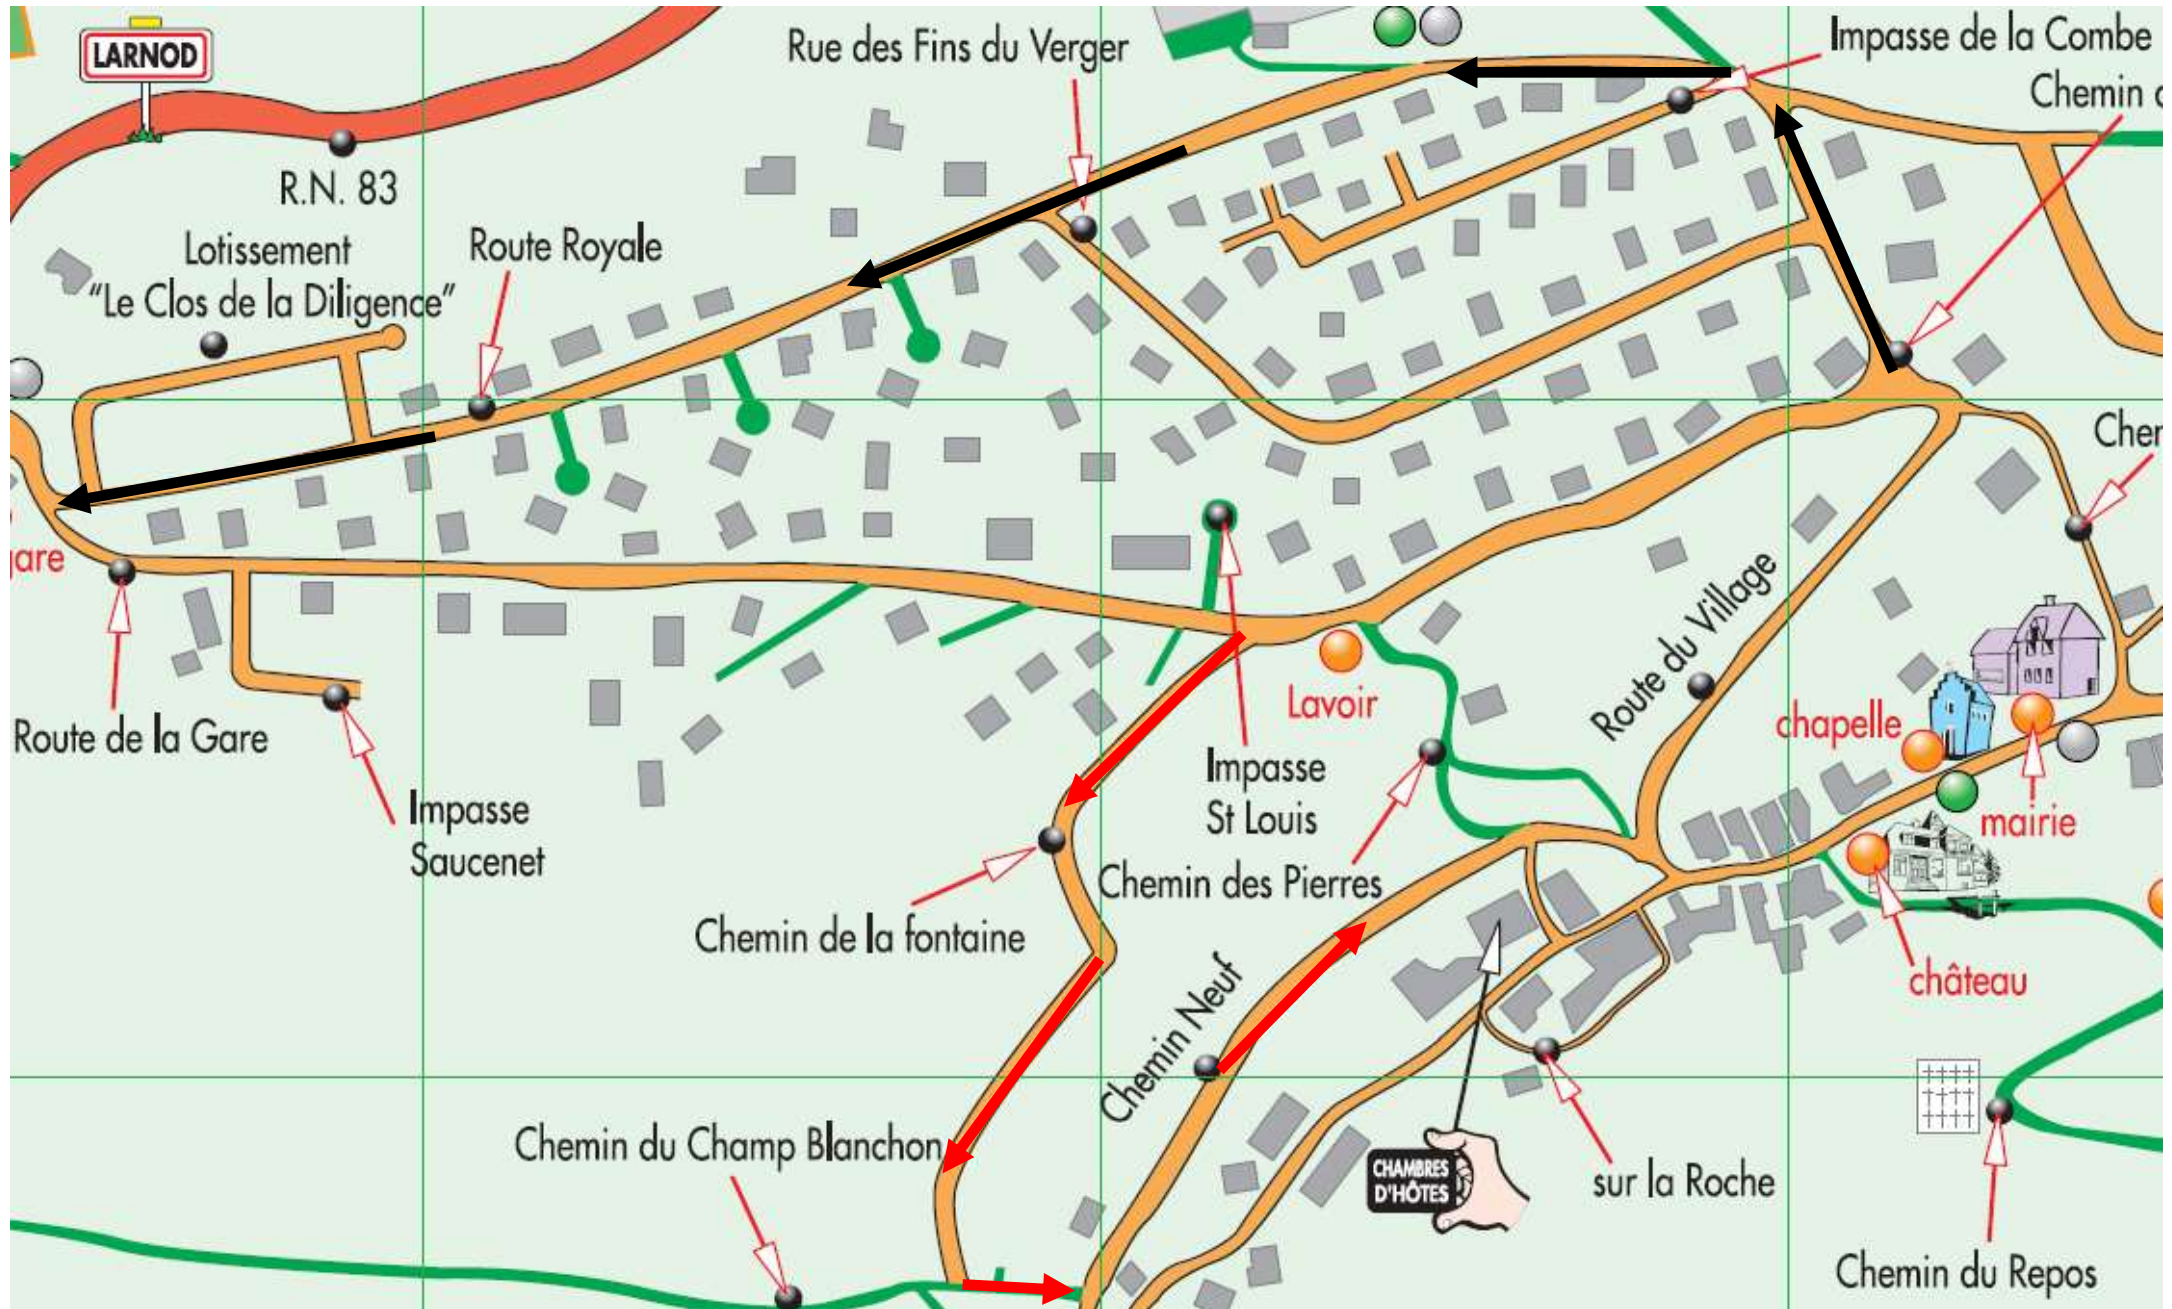 LARNOD
Rue des Fins du Verger
Impasse de la Combe
Chemin
R.N. 83
Lotissement
"Le Clos de la Diligence"
Route Royale
gare
Route de la Gare
Impasse
Saucenet
Lavoir
Route du Village
chapelle
mairie
Impasse
St Louis
Chemin des Pierres
Chemin de la fontaine
château
Chemin Neuf
Chemin du Champ Blanchon
CHAMBRES
D'HÔTES
sur la Roche
Chemin du Repos